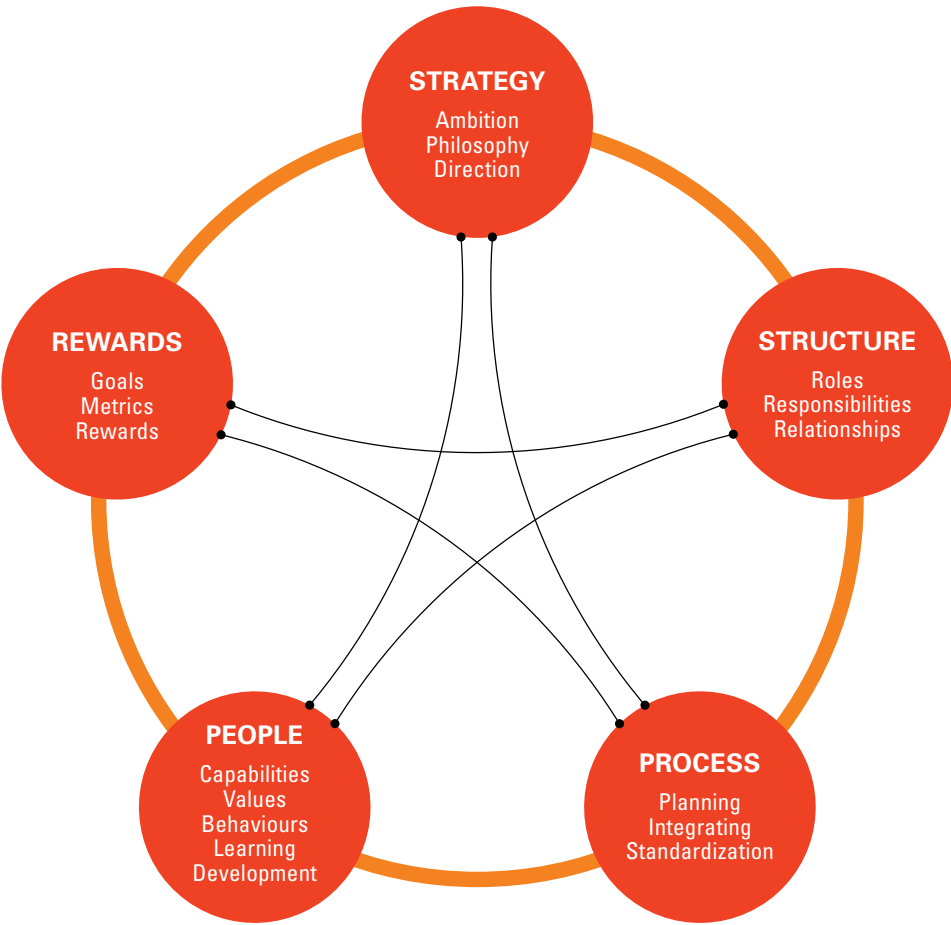 STRATEGY
Ambition
Philosophy
Direction
REWARDS
Goals
Metrics
Rewards
STRUCTURE
Roles
Responsibilities
Relationships
PEOPLE
Capabilities
Values
Behaviours
Learning
Development
PROCESS
Planning
Integrating
Standardization